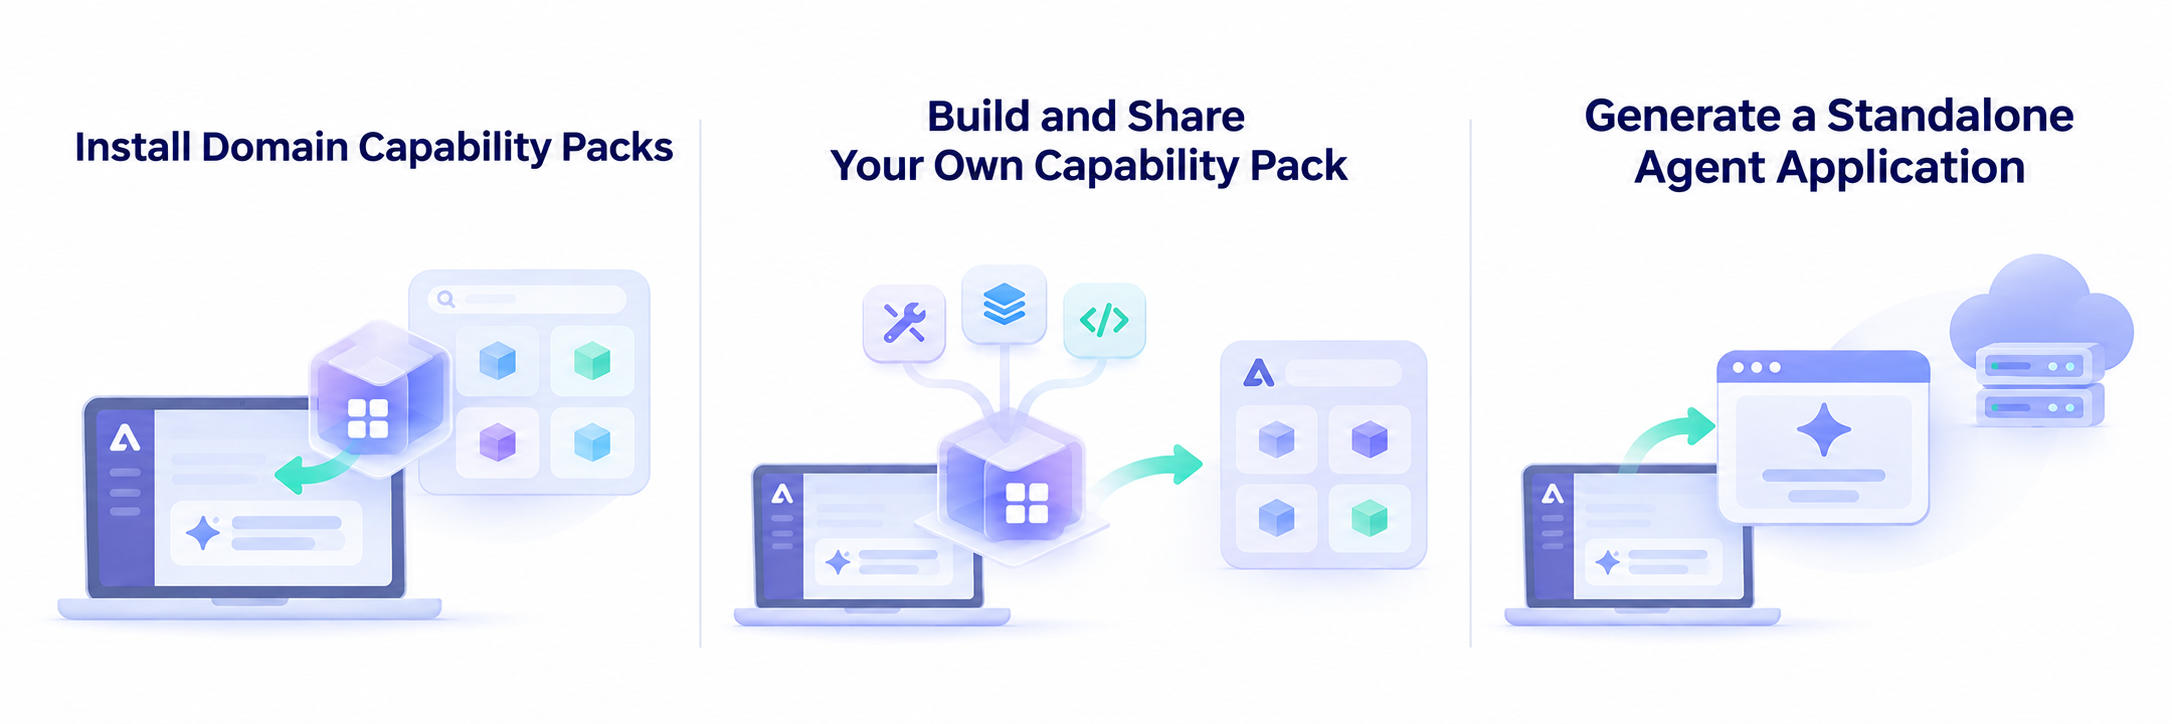 Install Domain Capability Packs
Build and Share
Your Own Capability Pack
Generate a Standalone
Agent Application